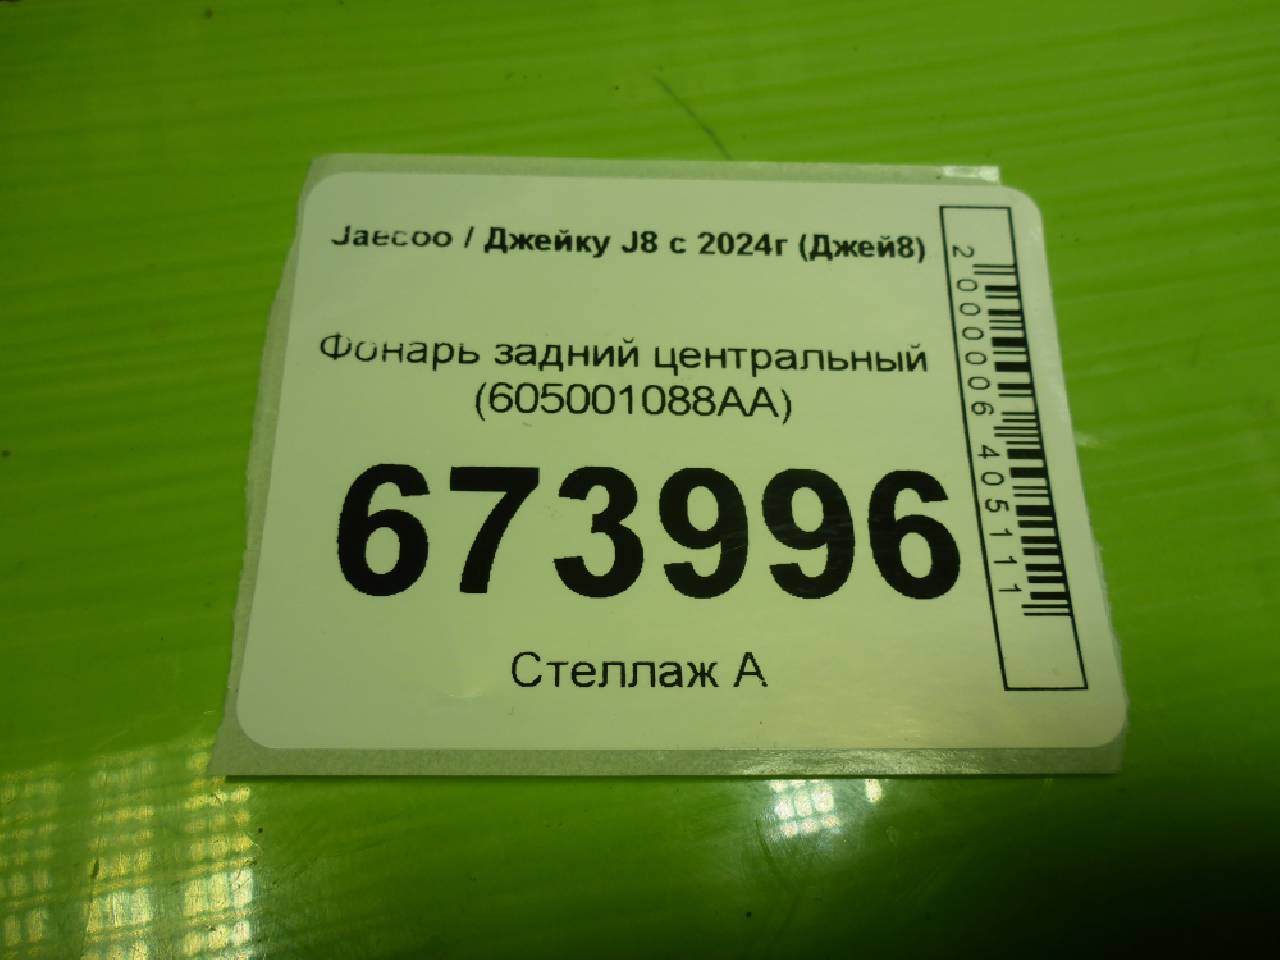 Jaecoo / Джейку J8 с 2024г (Джей8)
Фонарь задний центральный
(605001088AA)
673996
Стеллаж А
2000006405111